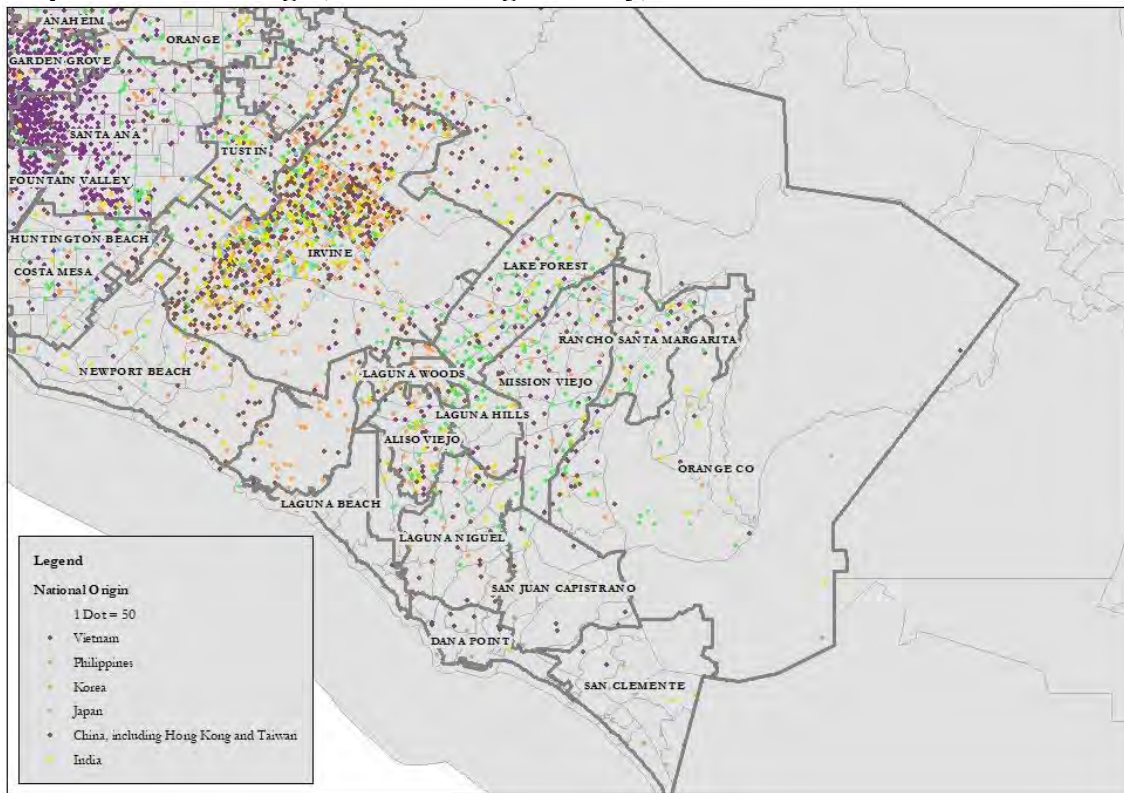 ANAHEIM
ORANGE
GARDEN GROVE
SANTA ANA
TUSTIN
FOUNTAIN VALLEY
HUNTINGTON BEACH
IRVINE
COSTA MESA
LAKE FOREST
RANCHO SANTA MARGARITA
NEWPORT BEACH
LAGUNA WOODS
MISSION VIEJO
LAGUNA HILLS
ALISO VIEJO
ORANGE CO
LAGUNA BEACH
LAGUNA NIGUEL
SAN JUAN CAPISTRANO
DANA POINT
SAN CLEMENTE
Legend
National Origin
1 Dot = 50
Vietnam
Philippines
Korea
Japan
China, including Hong Kong and Taiwan
India